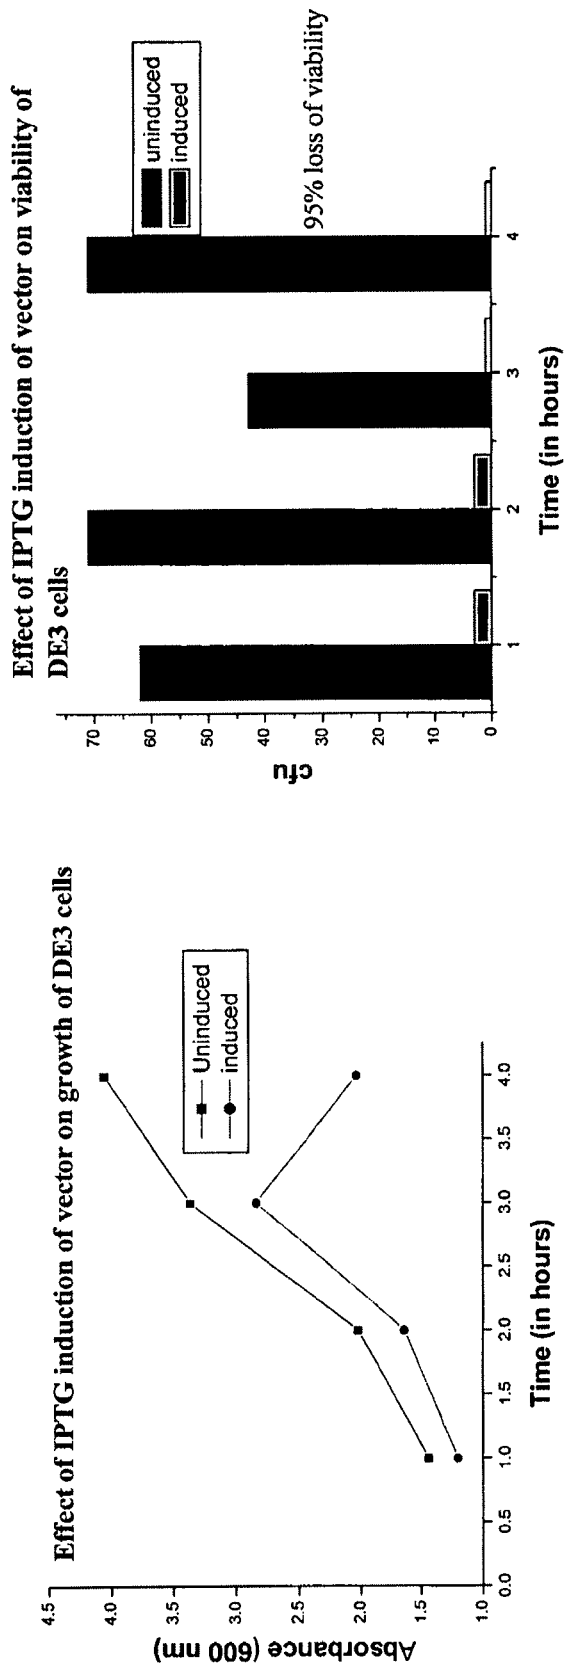 Effect of IPTG induction of vector on growth of DE3 cells
Absorbance (600 nm)
4.5
4.0
3.5
3.0
2.5
2.0
1.5
1.0
Uninduced
induced
0.0 0.5 1.0 1.5 2.0 2.5 3.0 3.5 4.0
Time (in hours)
Effect of IPTG induction of vector on viability of
DE3 cells
cfu
70
60
50
40
30
20
10
0
uninduced
induced
95% loss of viability
1 2 3 4
Time (in hours)